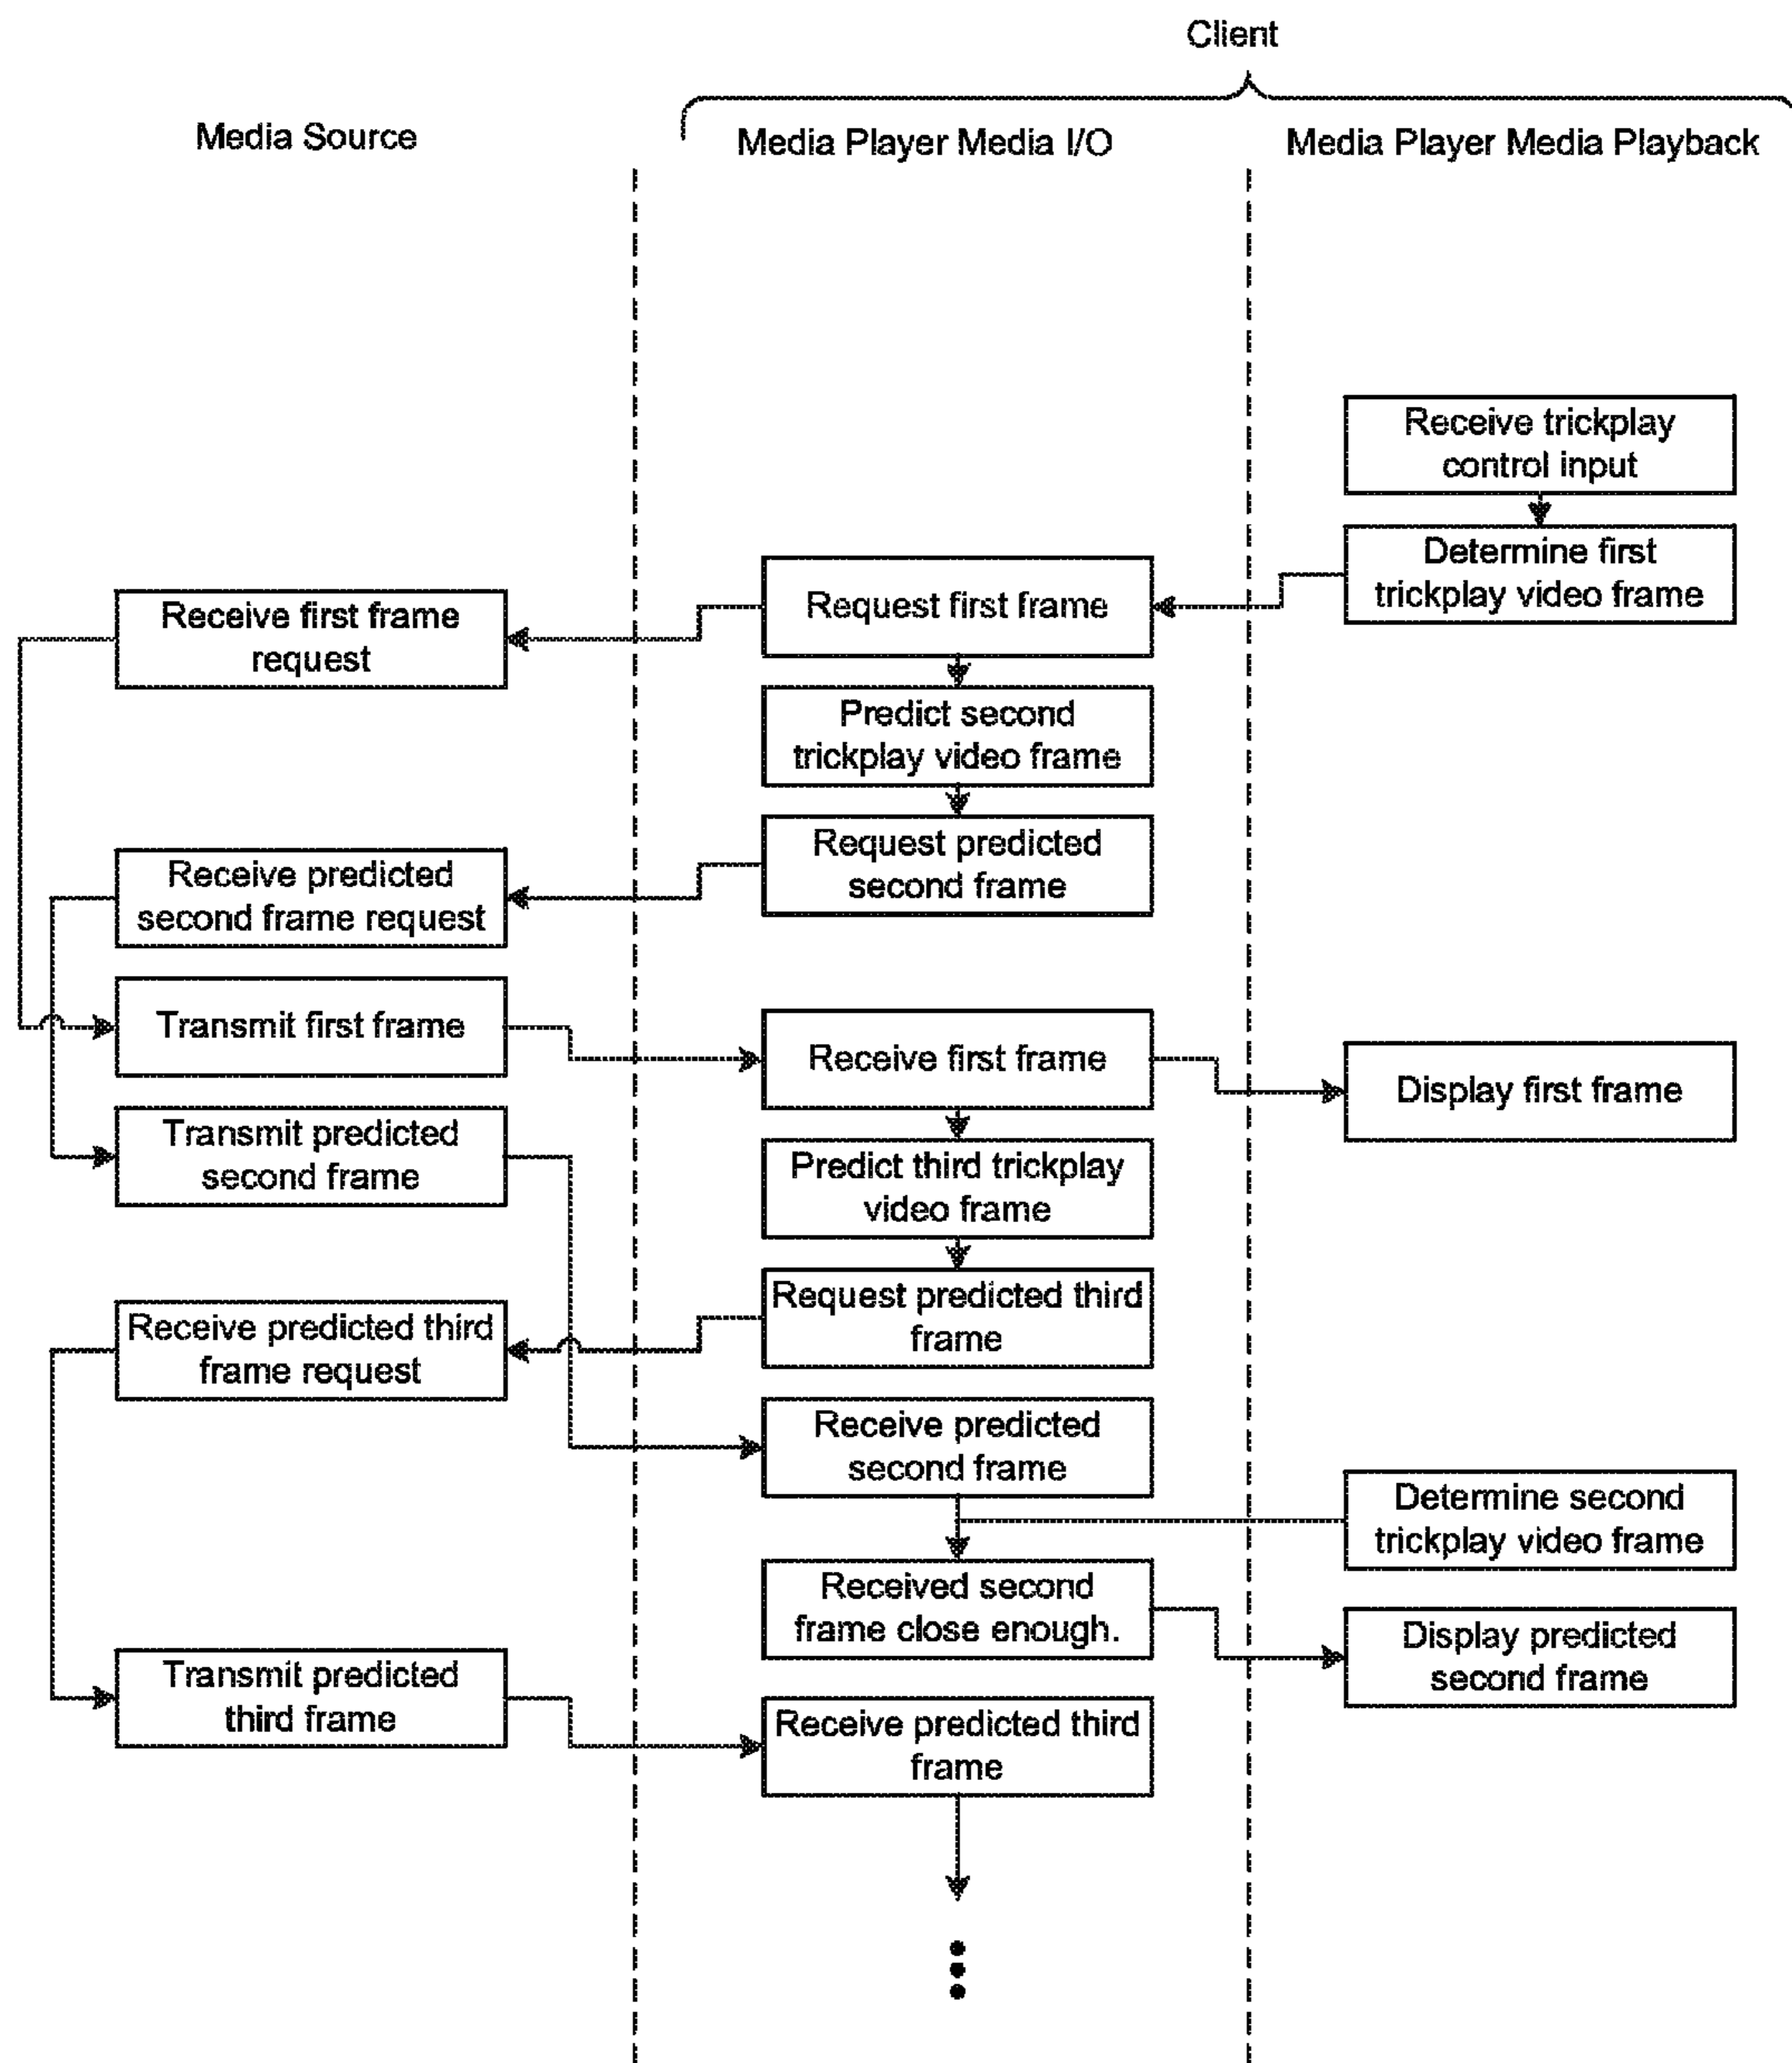 Client
Media Source
Media Player Media I/O
Media Player Media Playback
Receive trickplay
control input
Determine first
trickplay video frame
Request first frame
Receive first frame
request
Predict second
trickplay video frame
Request predicted
second frame
Receive predicted
second frame request
Transmit first frame
Receive first frame
Display first frame
Transmit predicted
second frame
Predict third trickplay
video frame
Request predicted third
frame
Receive predicted third
frame request
Receive predicted
second frame
Determine second
trickplay video frame
Received second
frame close enough.
Display predicted
second frame
Transmit predicted
third frame
Receive predicted third
frame